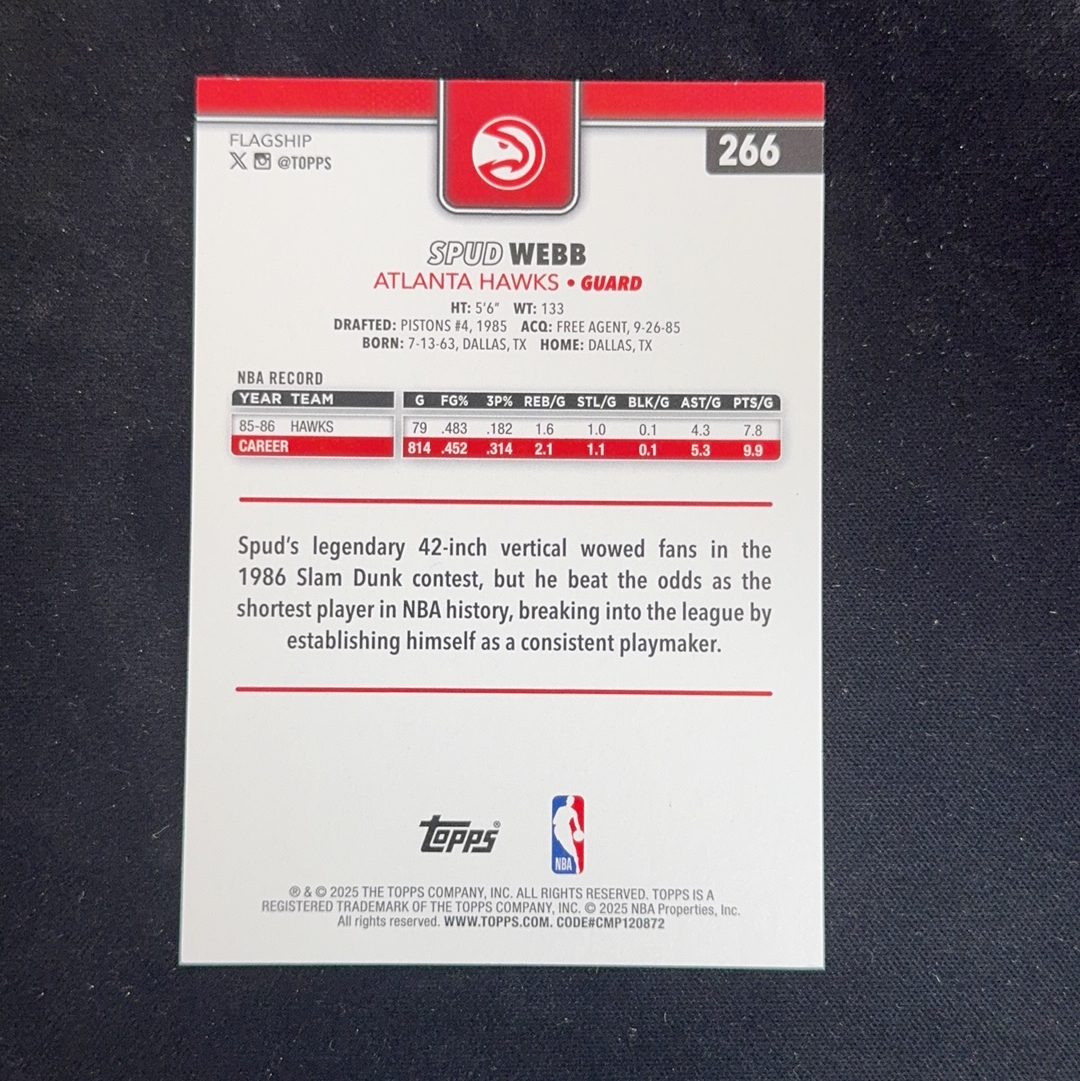 FLAGSHIP
@TOPPS
266
SPUD WEBB
ATLANTA HAWKS • GUARD
HT: 5'6" WT: 133
DRAFTED: PISTONS #4, 1985 ACQ: FREE AGENT, 9-26-85
BORN: 7-13-63, DALLAS, TX HOME: DALLAS, TX
NBA RECORD
YEAR TEAM G FG% 3P% REB/G STL/G BLK/G AST/G PTS/G
85-86 HAWKS 79 .483 .182 1.6 1.0 0.1 4.3 7.8
CAREER 814 .452 .314 2.1 1.1 0.1 5.3 9.9
Spud's legendary 42-inch vertical wowed fans in the
1986 Slam Dunk contest, but he beat the odds as the
shortest player in NBA history, breaking into the league by
establishing himself as a consistent playmaker.
Topps®
NBA
® & © 2025 THE TOPPS COMPANY, INC. ALL RIGHTS RESERVED. TOPPS IS A
REGISTERED TRADEMARK OF THE TOPPS COMPANY, INC. © 2025 NBA Properties, Inc.
All rights reserved. WWW.TOPPS.COM. CODE#CMP120872